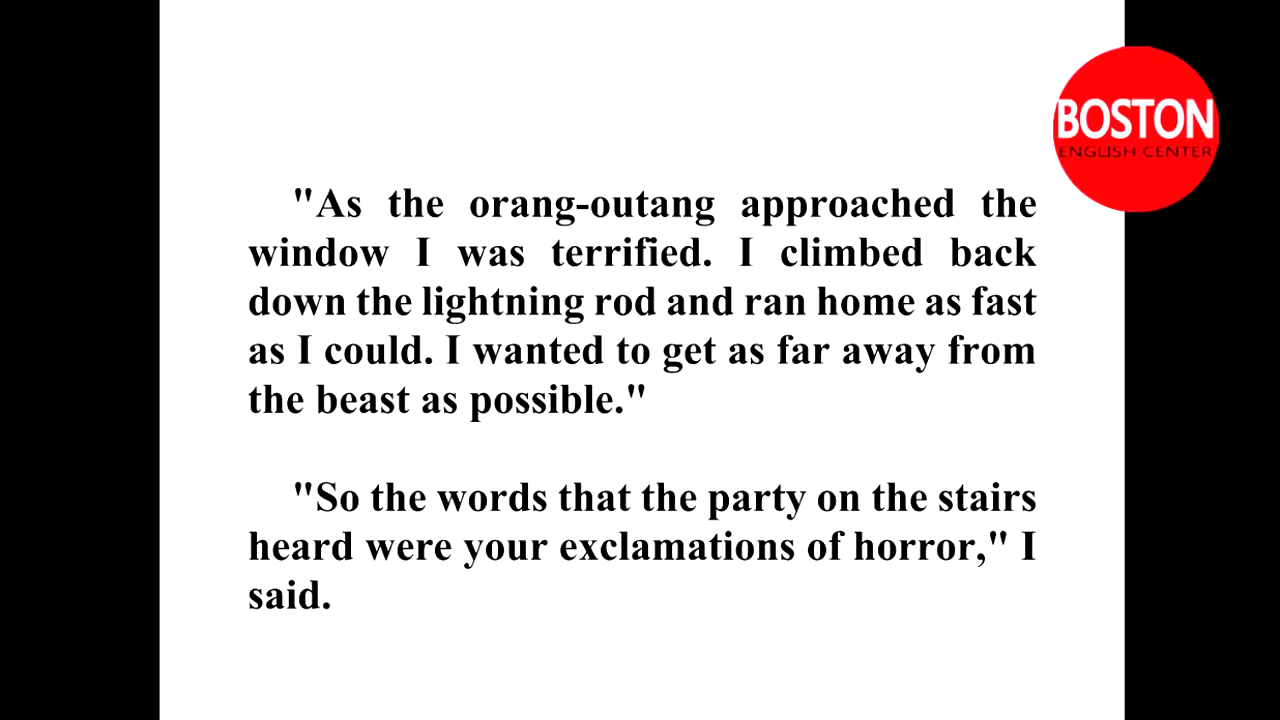 BOSTON
ENGLISH CENTER
"As the orang-outang approached the
window I was terrified. I climbed back
down the lightning rod and ran home as fast
as I could. I wanted to get as far away from
the beast as possible."
"So the words that the party on the stairs
heard were your exclamations of horror," I
said.